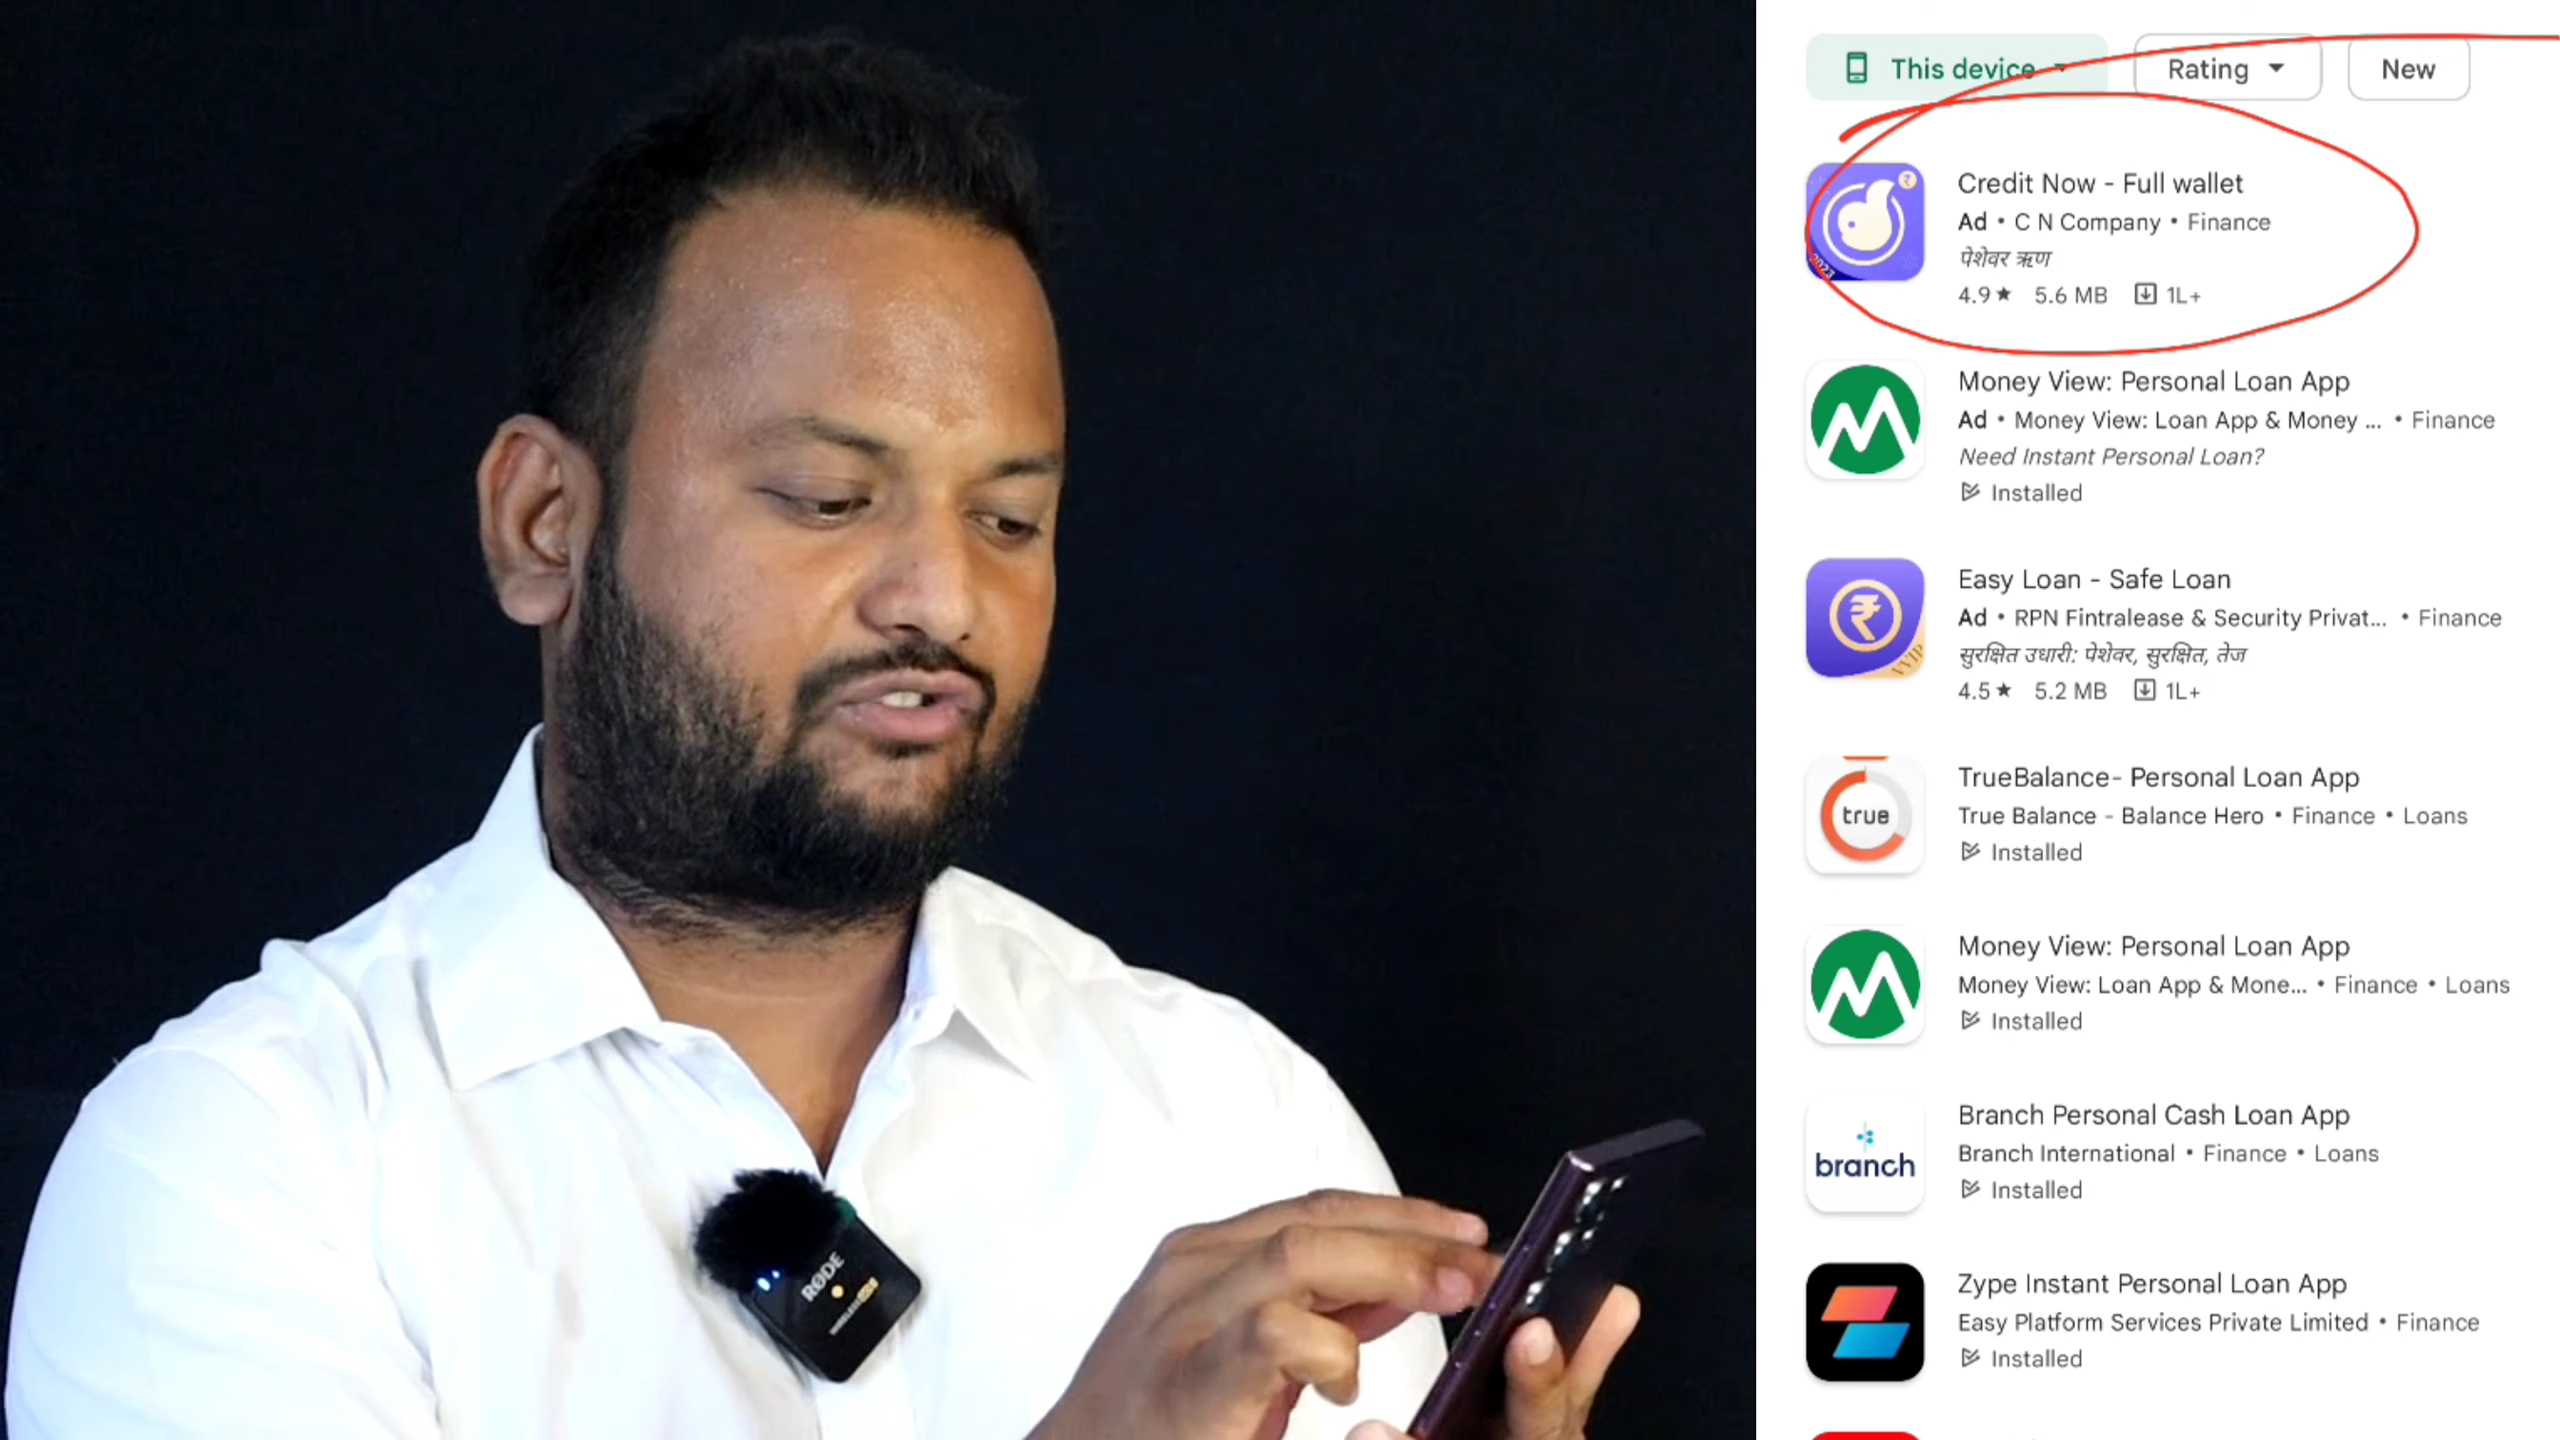 This device
Rating
New
Credit Now - Full wallet
Ad • C N Company • Finance
पेशेवर ऋण
4.9★ 5.6 MB 1L+
2023
Money View: Personal Loan App
Ad • Money View: Loan App & Money ... • Finance
Need Instant Personal Loan?
Installed
Easy Loan - Safe Loan
Ad • RPN Fintralease & Security Privat... • Finance
सुरक्षित उधारी: पेशेवर, सुरक्षित, तेज
4.5★ 5.2 MB 1L+
VVIP
TrueBalance- Personal Loan App
true
True Balance - Balance Hero • Finance • Loans
Installed
Money View: Personal Loan App
Money View: Loan App & Mone... • Finance • Loans
Installed
Branch Personal Cash Loan App
branch
Branch International • Finance • Loans
Installed
Zype Instant Personal Loan App
Easy Platform Services Private Limited • Finance
Installed
RØDE